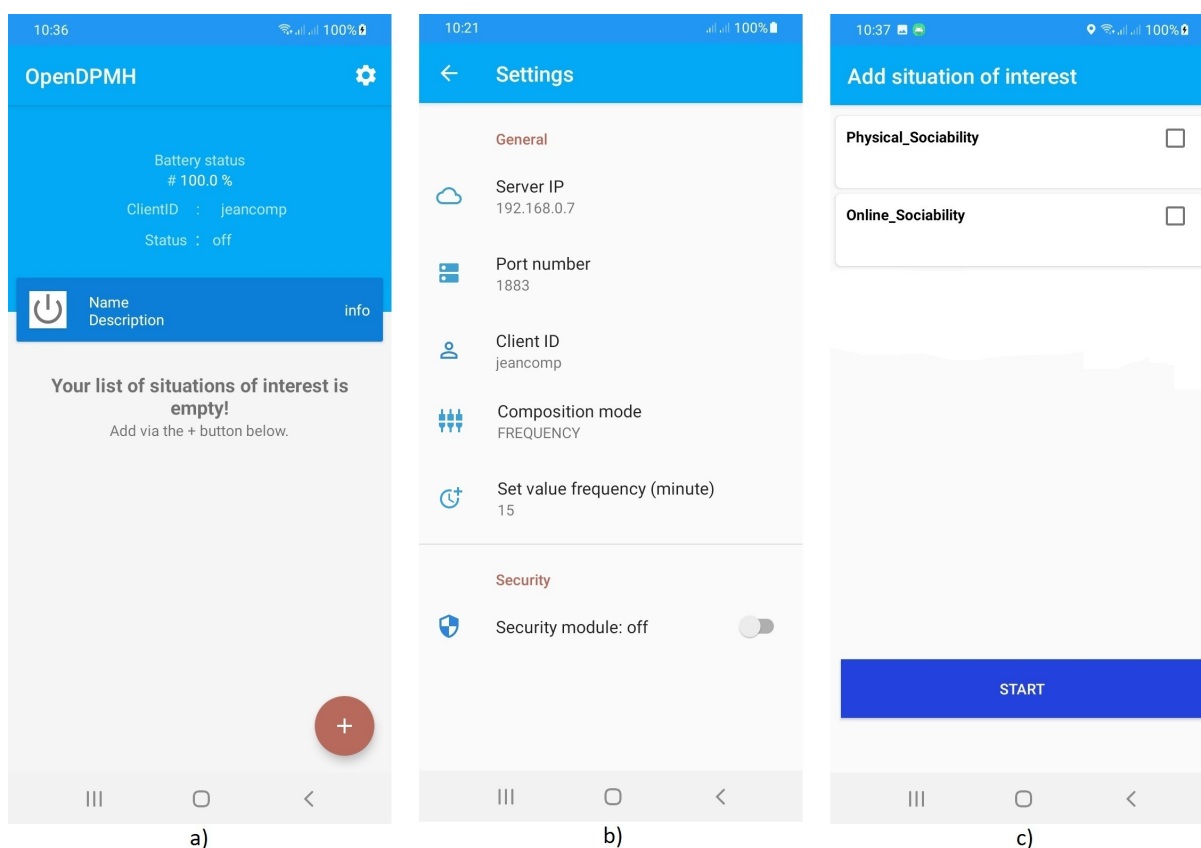 10:36 100%
OpenDPMH
Battery status
# 100.0 %
ClientID : jeancomp
Status : off
Name
Description
info
Your list of situations of interest is
empty!
Add via the + button below.
+
a)
10:21 100%
Settings
General
Server IP
192.168.0.7
Port number
1883
Client ID
jeancomp
Composition mode
FREQUENCY
Set value frequency (minute)
15
Security
Security module: off
b)
10:37 100%
Add situation of interest
Physical_Sociability
Online_Sociability
START
c)